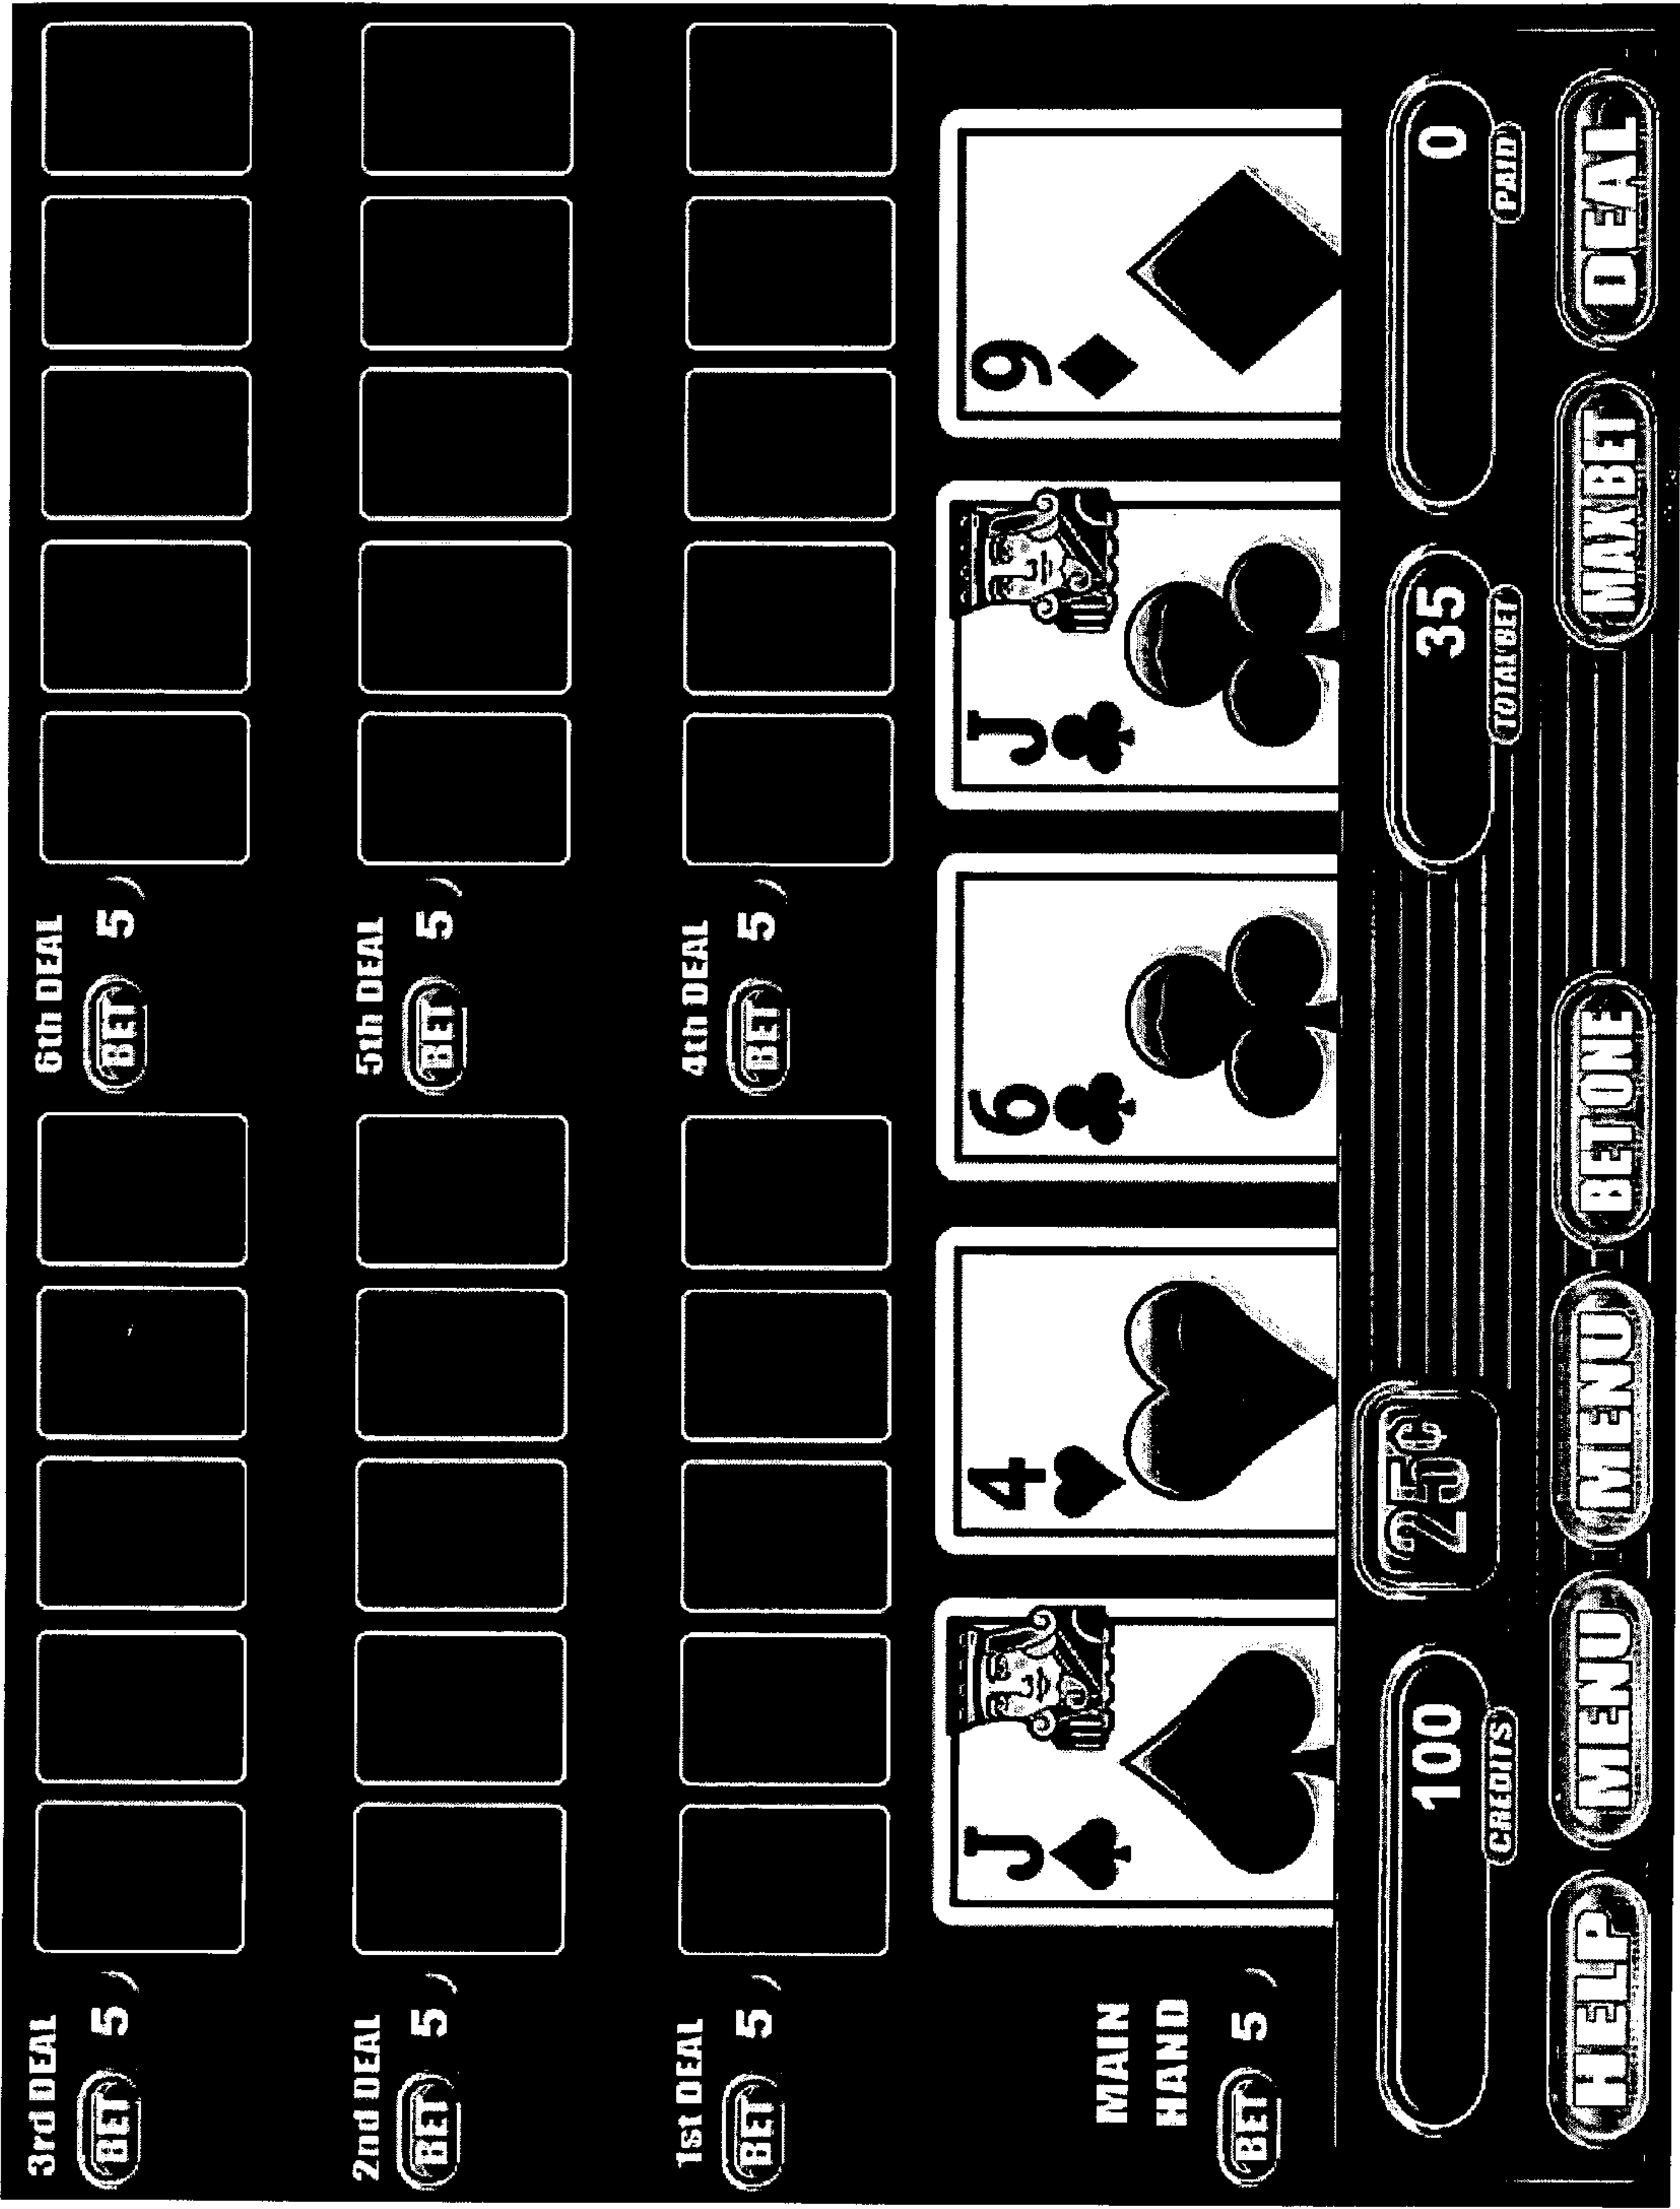 3rd DEAL
BET 5
6th DEAL
BET 5
2nd DEAL
BET 5
5th DEAL
BET 5
1st DEAL
BET 5
4th DEAL
BET 5
MAIN
HAND
BET 5
J
4
6
J
9
100
CREDITS
25¢
35
TOTAL BET
0
PAID
HELP
MENU
MENU
BET ONE
MAX BET
DEAL